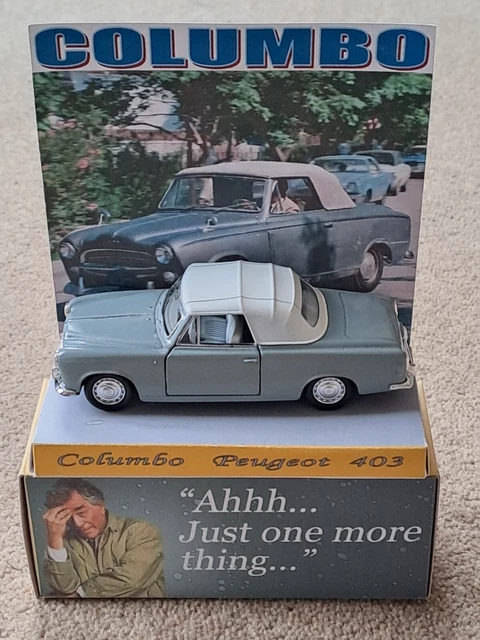 COLUMBO
Columbo Peugeot 403
“Ahhh...
Just one more
thing...”